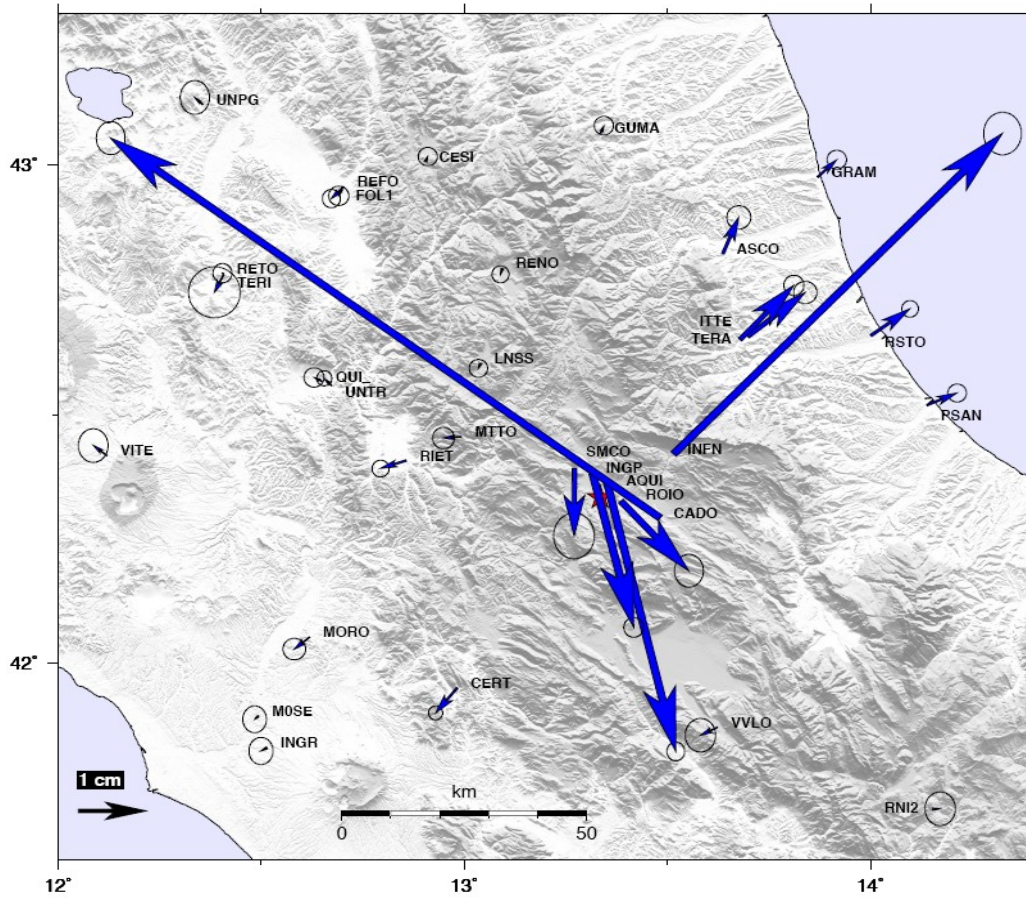 UNPG
GUMA
43°
CESI
GRAM
REFO
FOL1
ASCO
RENO
RETO
TERI
ITTE
TERA
RSTO
LNSS
QUI_
UNTR
PSAN
MTTO
VITE
RIET
SMCO
INFN
INGP
AQUI
ROIO
CADO
MORO
42°
CERT
M0SE
VVLO
INGR
1 cm
km
RNI2
0
50
12°
13°
14°